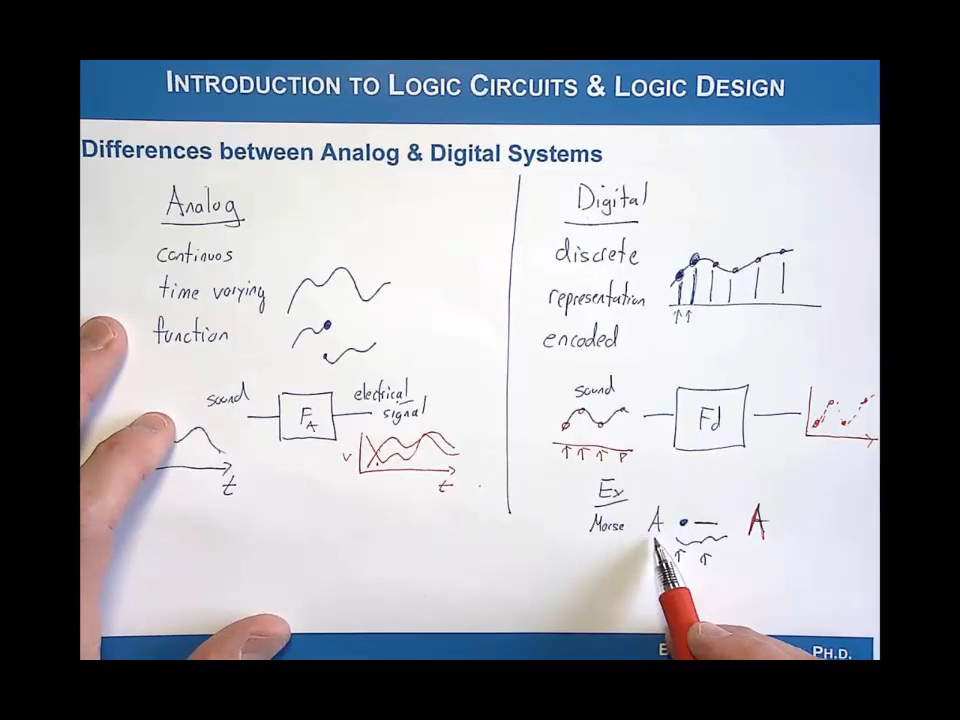 INTRODUCTION TO LOGIC CIRCUITS & LOGIC DESIGN
Differences between Analog & Digital Systems
Analog
continuos
time varying
function
sound
FA
electrical
signal
t
v
t
Digital
discrete
representation
encoded
sound
Fd
Ex
Morse A A
PH.D.